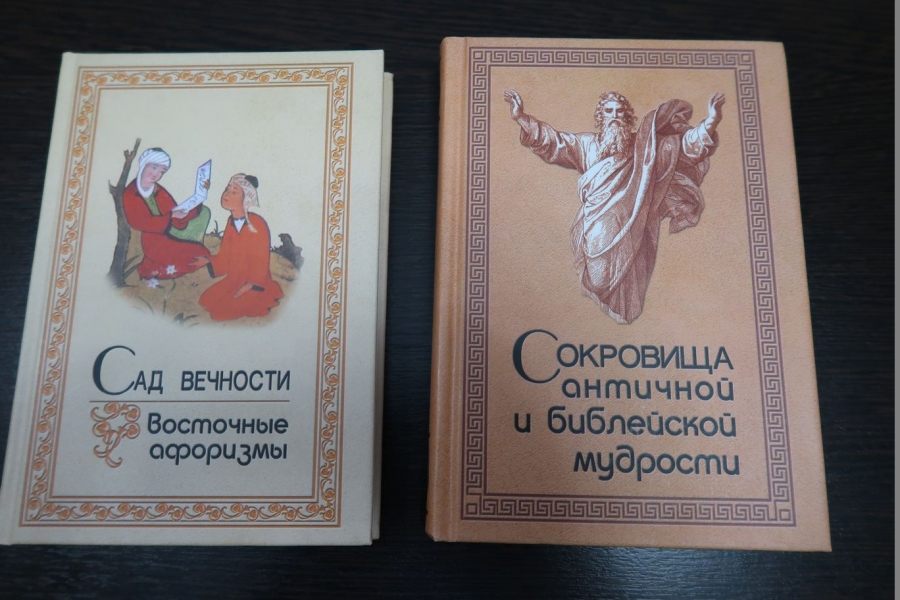 Сад вечности
Восточные
афоризмы
Сокровища
античной
и библейской
мудрости